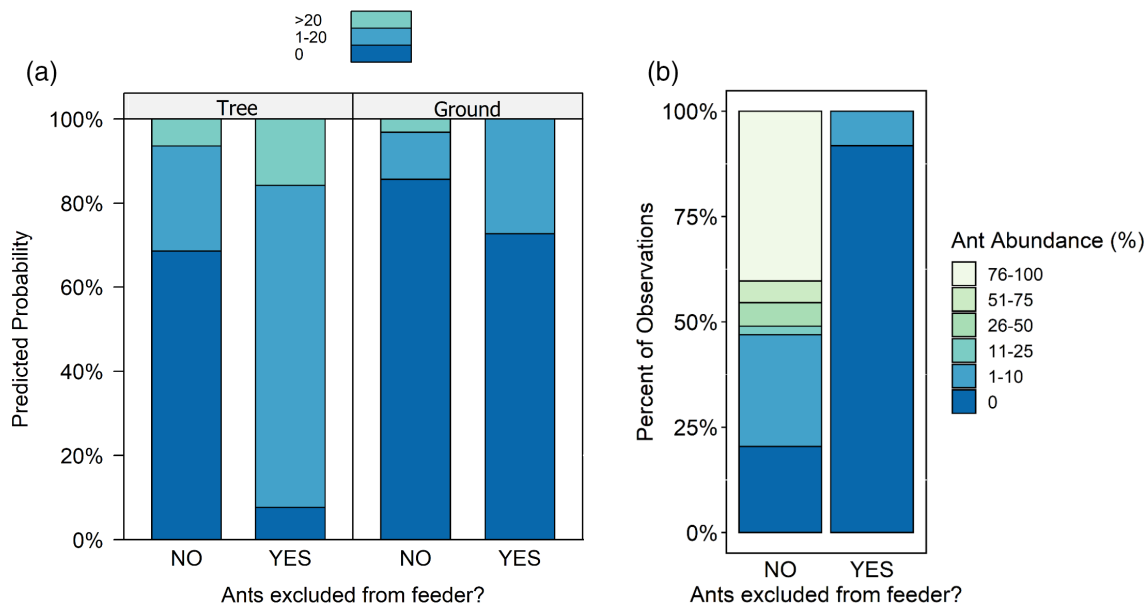 >20
1-20
0
(a)
Tree
Ground
100%
80%
60%
40%
20%
0%
Predicted Probability
NO
YES
NO
YES
Ants excluded from feeder?
(b)
100%
75%
50%
25%
0%
Percent of Observations
NO
YES
Ants excluded from feeder?
Ant Abundance (%)
76-100
51-75
26-50
11-25
1-10
0